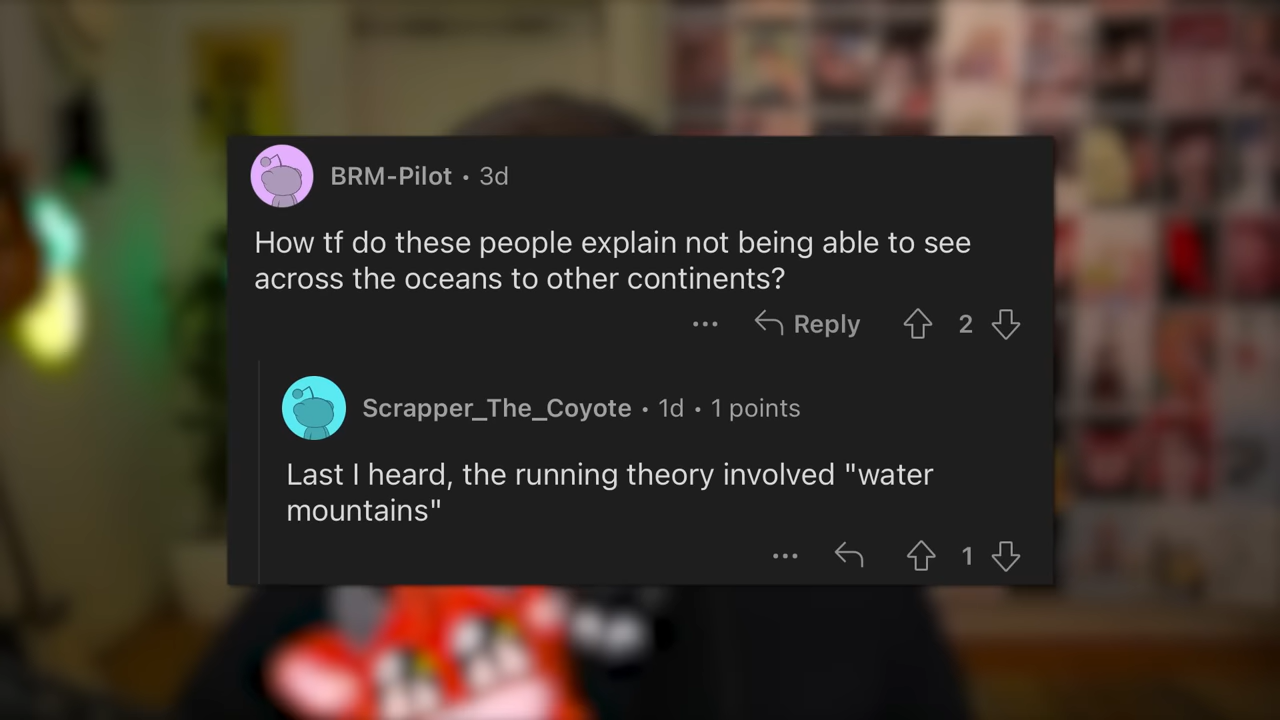 BRM-Pilot • 3d
How tf do these people explain not being able to see
across the oceans to other continents?
... Reply 2
Scrapper_The_Coyote • 1d • 1 points
Last I heard, the running theory involved "water
mountains"
... 1